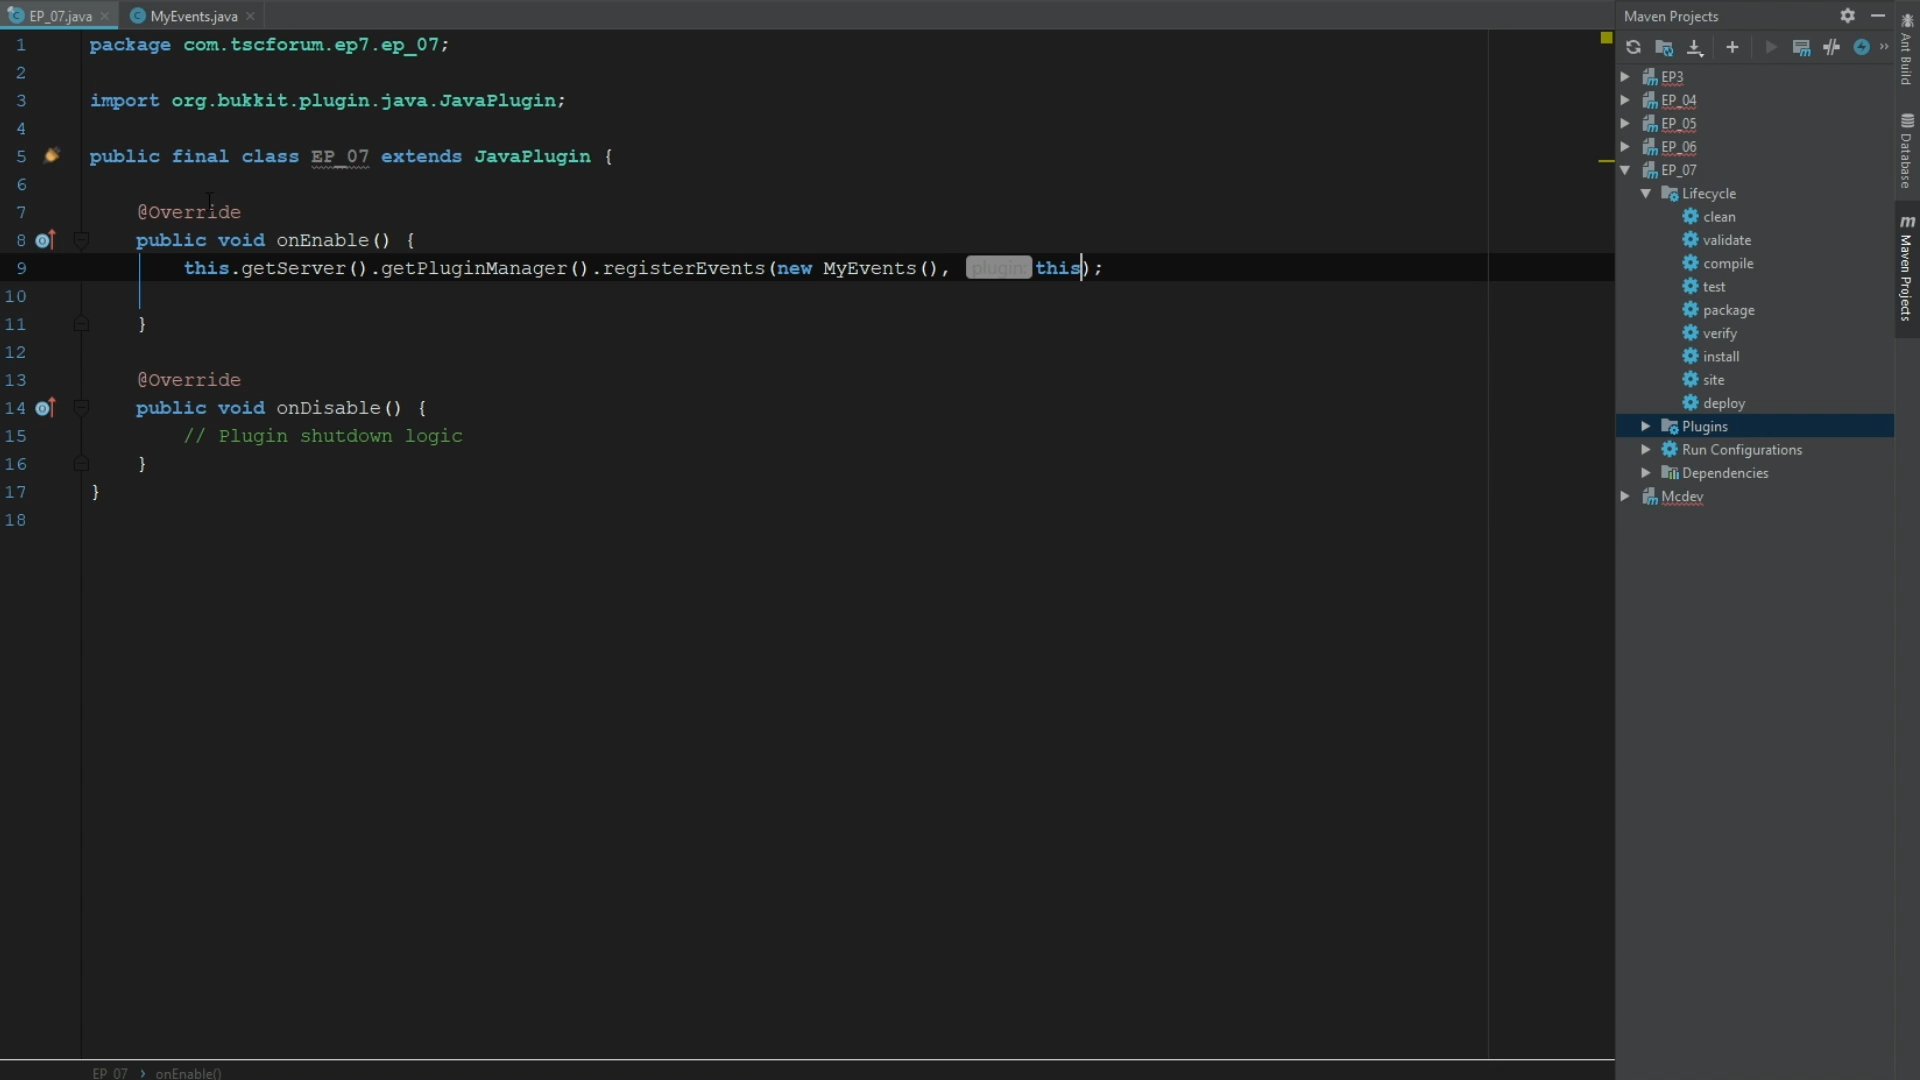 EP_07.java
MyEvents.java
1 package com.tscforum.ep7.ep_07;
2
3 import org.bukkit.plugin.java.JavaPlugin;
4
5 public final class EP_07 extends JavaPlugin {
6
7 @Override
8 public void onEnable() {
9 this.getServer().getPluginManager().registerEvents(new MyEvents(), plugin: this);
10
11 }
12
13 @Override
14 public void onDisable() {
15 // Plugin shutdown logic
16 }
17 }
18
EP_07 › onEnable()
Maven Projects
EP3
EP_04
EP_05
EP_06
EP_07
Lifecycle
clean
validate
compile
test
package
verify
install
site
deploy
Plugins
Run Configurations
Dependencies
Mcdev
Ant Build
Database
Maven Projects